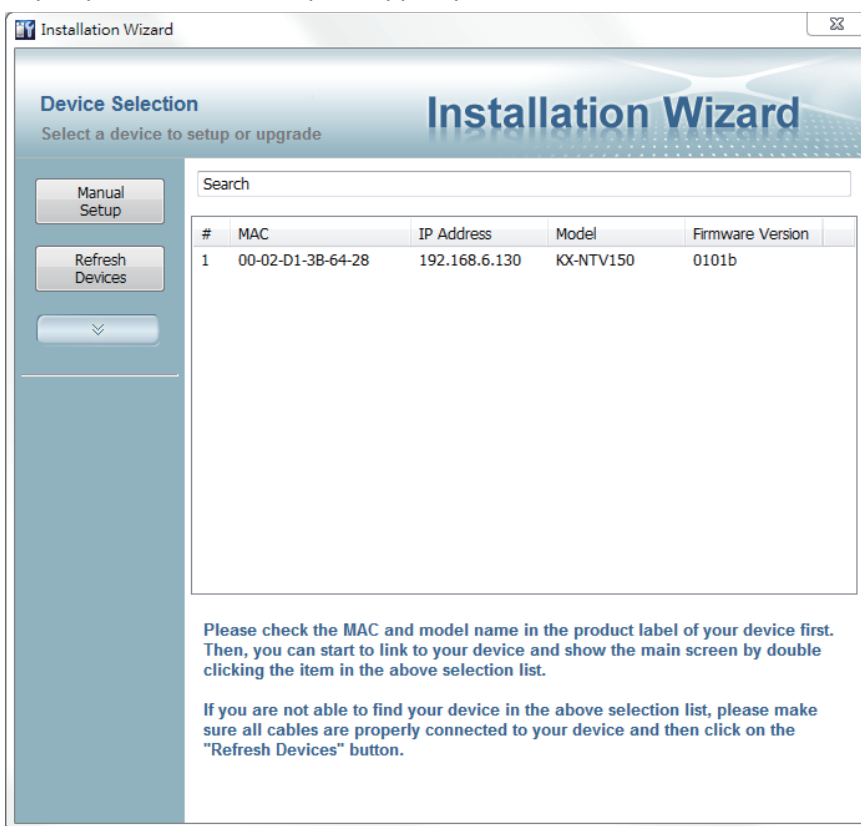 Installation Wizard
Device Selection
Installation Wizard
Select a device to setup or upgrade
Manual
Setup
Refresh
Devices
Search
# MAC IP Address Model Firmware Version
1 00-02-D1-3B-64-28 192.168.6.130 KX-NTV150 0101b
Please check the MAC and model name in the product label of your device first.
Then, you can start to link to your device and show the main screen by double
clicking the item in the above selection list.
If you are not able to find your device in the above selection list, please make
sure all cables are properly connected to your device and then click on the
"Refresh Devices" button.